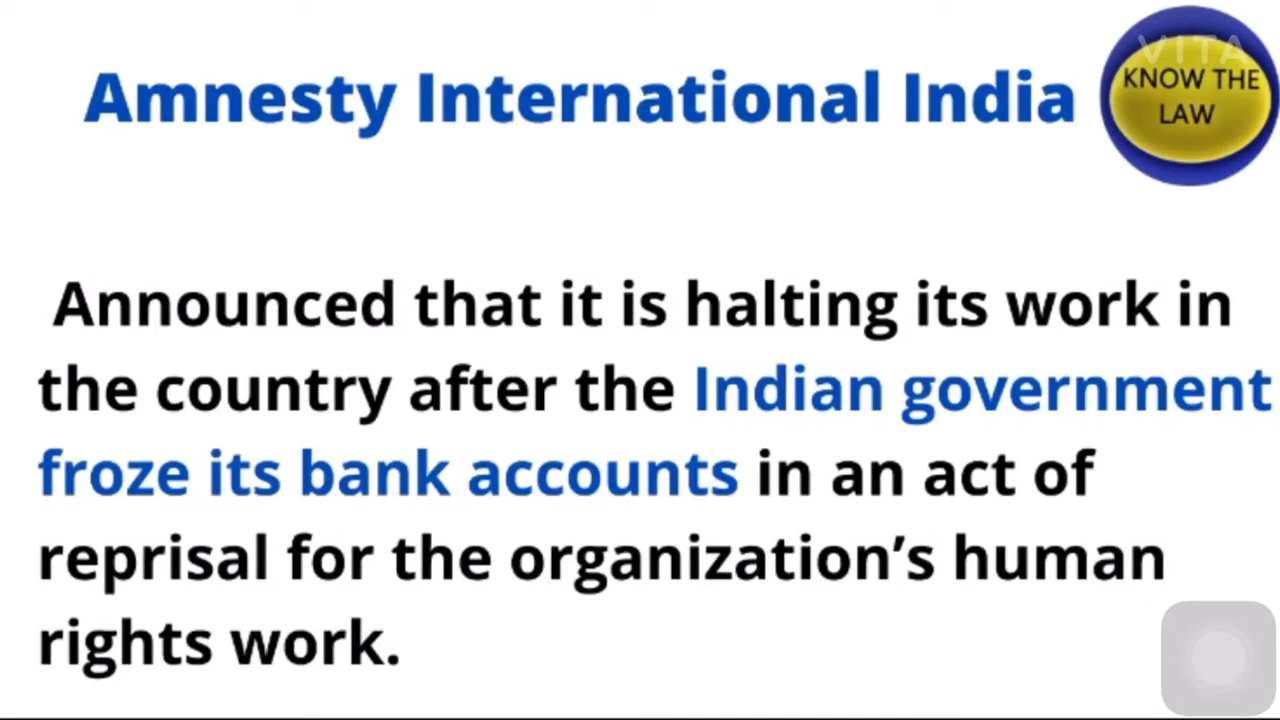 Amnesty International India
VITA
KNOW THE
LAW
Announced that it is halting its work in
the country after the Indian government
froze its bank accounts in an act of
reprisal for the organization’s human
rights work.